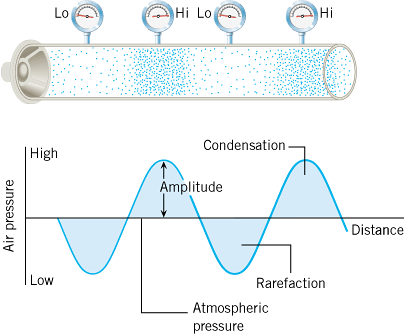 Lo Hi Lo Hi
High
Condensation
Amplitude
Air pressure
Distance
Low
Rarefaction
Atmospheric
pressure